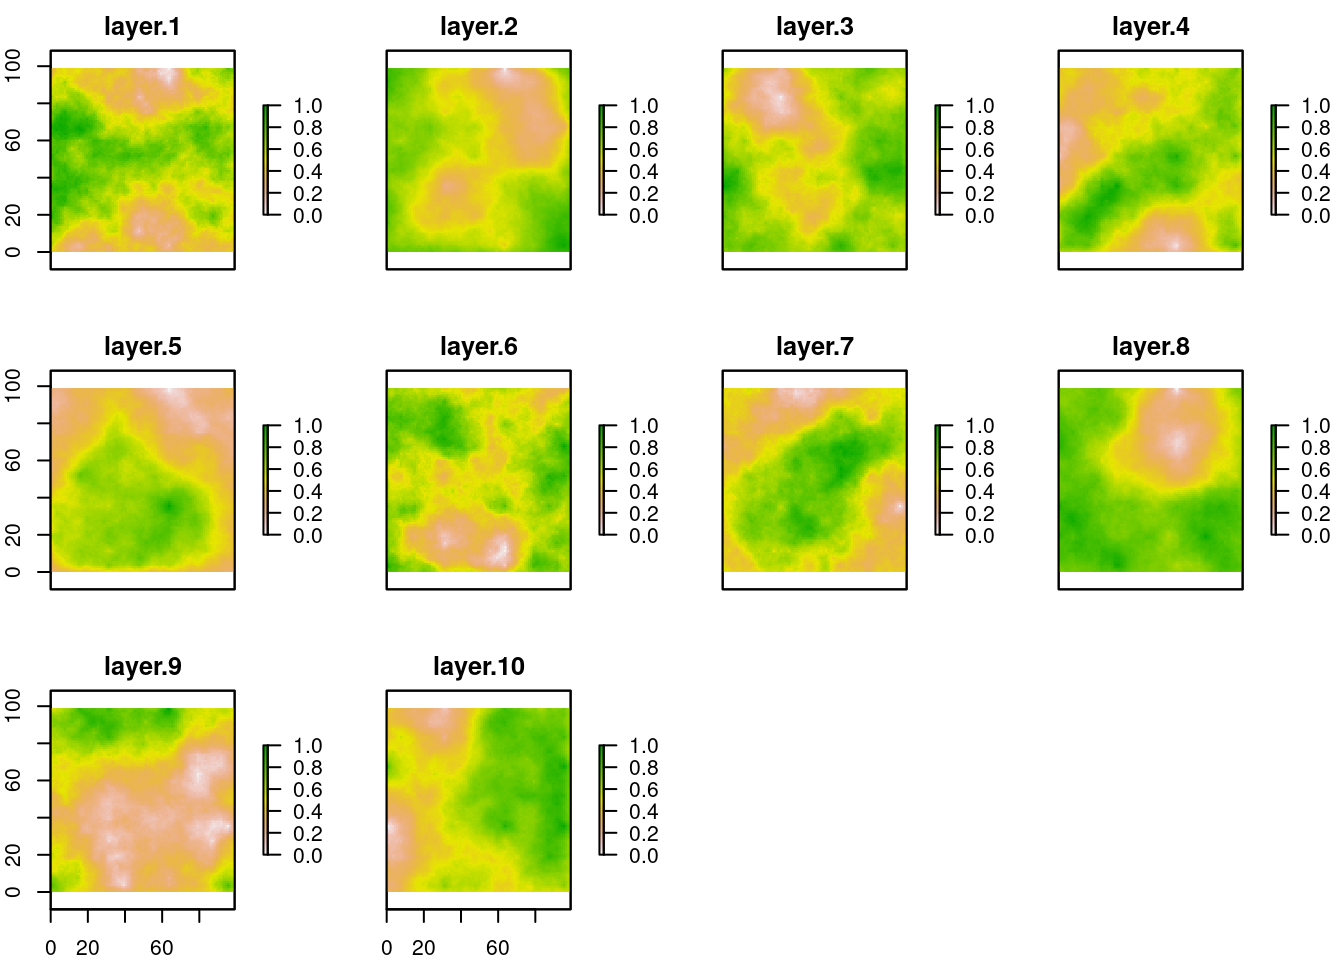 layer.1 layer.2 layer.3 layer.4
100
60
20
0
1.0 1.0 1.0 1.0
0.8 0.8 0.8 0.8
0.6 0.6 0.6 0.6
0.4 0.4 0.4 0.4
0.2 0.2 0.2 0.2
0.0 0.0 0.0 0.0
layer.5 layer.6 layer.7 layer.8
100
60
20
0
1.0 1.0 1.0 1.0
0.8 0.8 0.8 0.8
0.6 0.6 0.6 0.6
0.4 0.4 0.4 0.4
0.2 0.2 0.2 0.2
0.0 0.0 0.0 0.0
layer.9 layer.10
100
60
20
0
1.0 1.0
0.8 0.8
0.6 0.6
0.4 0.4
0.2 0.2
0.0 0.0
0 20 60 0 20 60